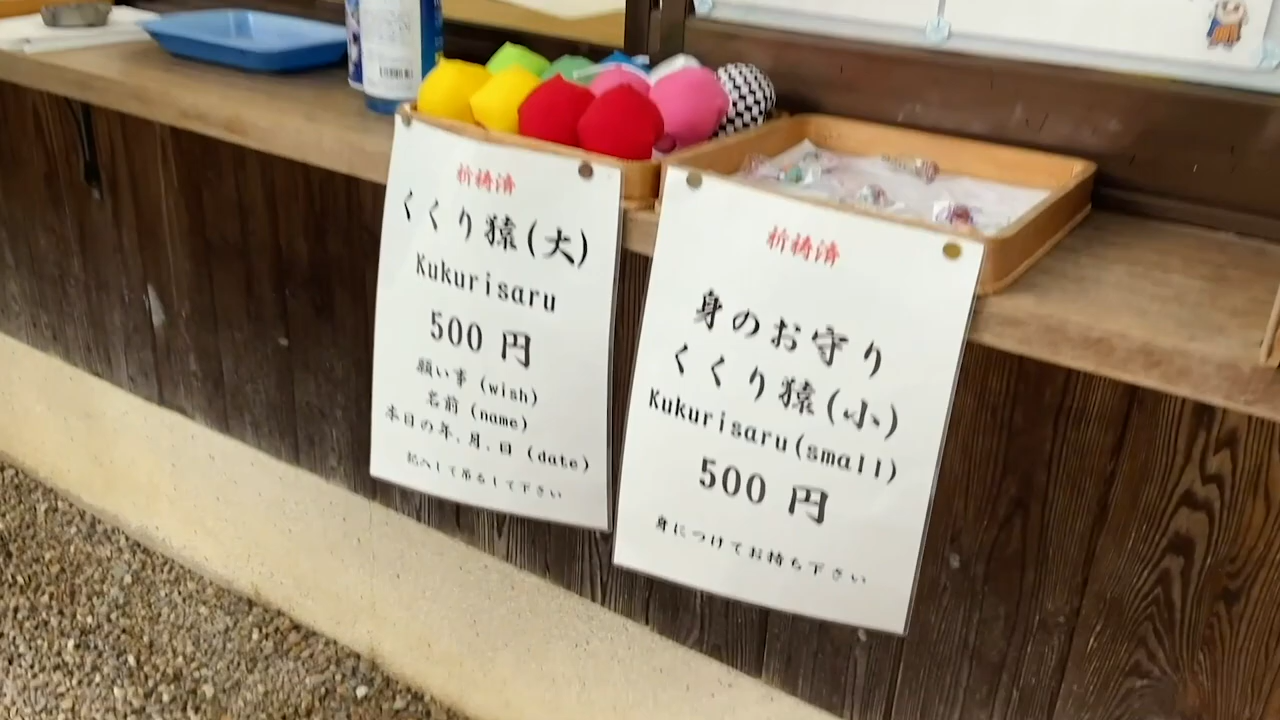 祈祷済
くくり猿(大)
Kukurisaru
500 円
願い事 (wish)
名前 (name)
本日の年.月.日 (date)
記入して吊るして下さい
祈祷済
身のお守り
くくり猿(小)
Kukurisaru(small)
500 円
身につけてお持ち下さい